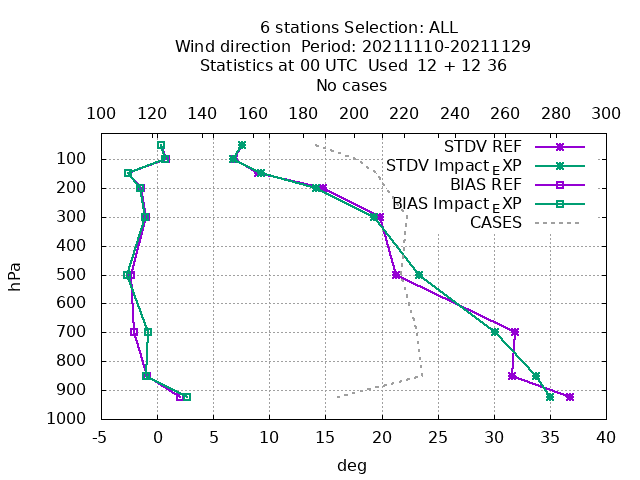 6 stations Selection: ALL
Wind direction  Period: 20211110-20211129
Statistics at 00 UTC  Used  12 + 12 36
No cases
100 120 140 160 180 200 220 240 260 280 300
STDV REF
STDV Impact_EXP
BIAS REF
BIAS Impact_EXP
CASES
100
200
300
400
500
600
700
800
900
1000
hPa
-5 0 5 10 15 20 25 30 35 40
deg